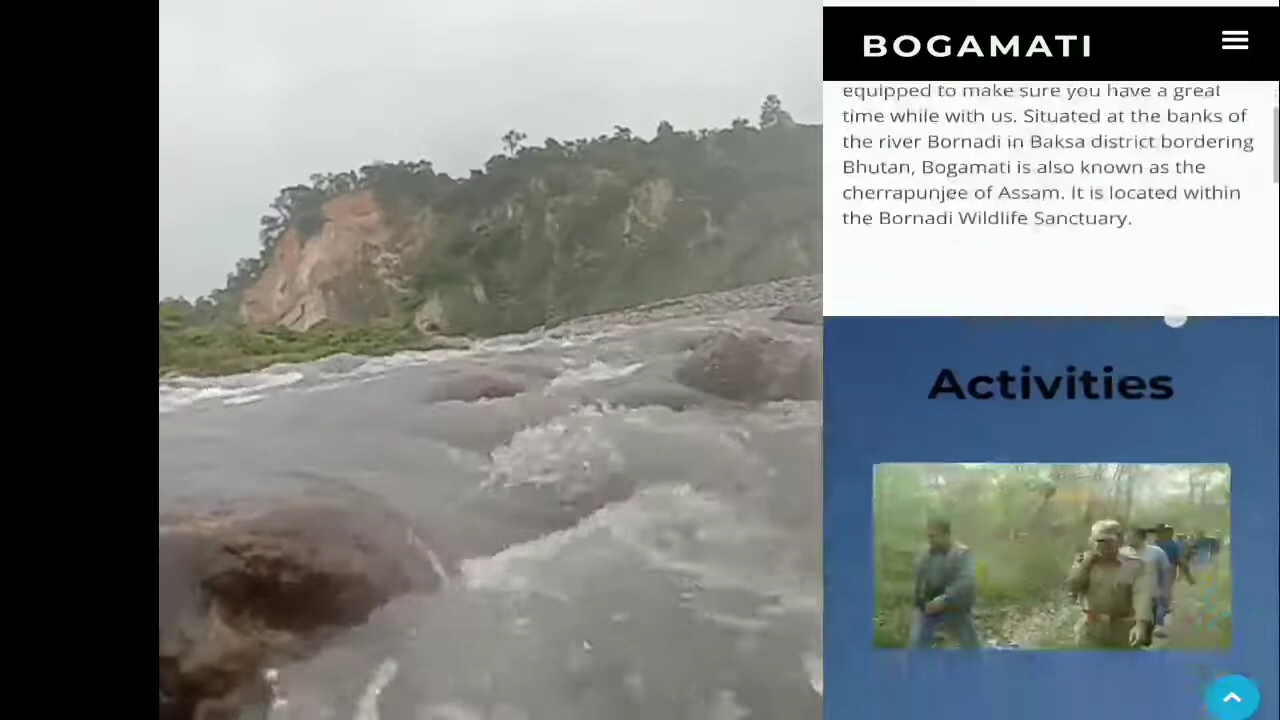 BOGAMATI
equipped to make sure you have a great
time while with us. Situated at the banks of
the river Bornadi in Baksa district bordering
Bhutan, Bogamati is also known as the
cherrapunjee of Assam. It is located within
the Bornadi Wildlife Sanctuary.
Activities